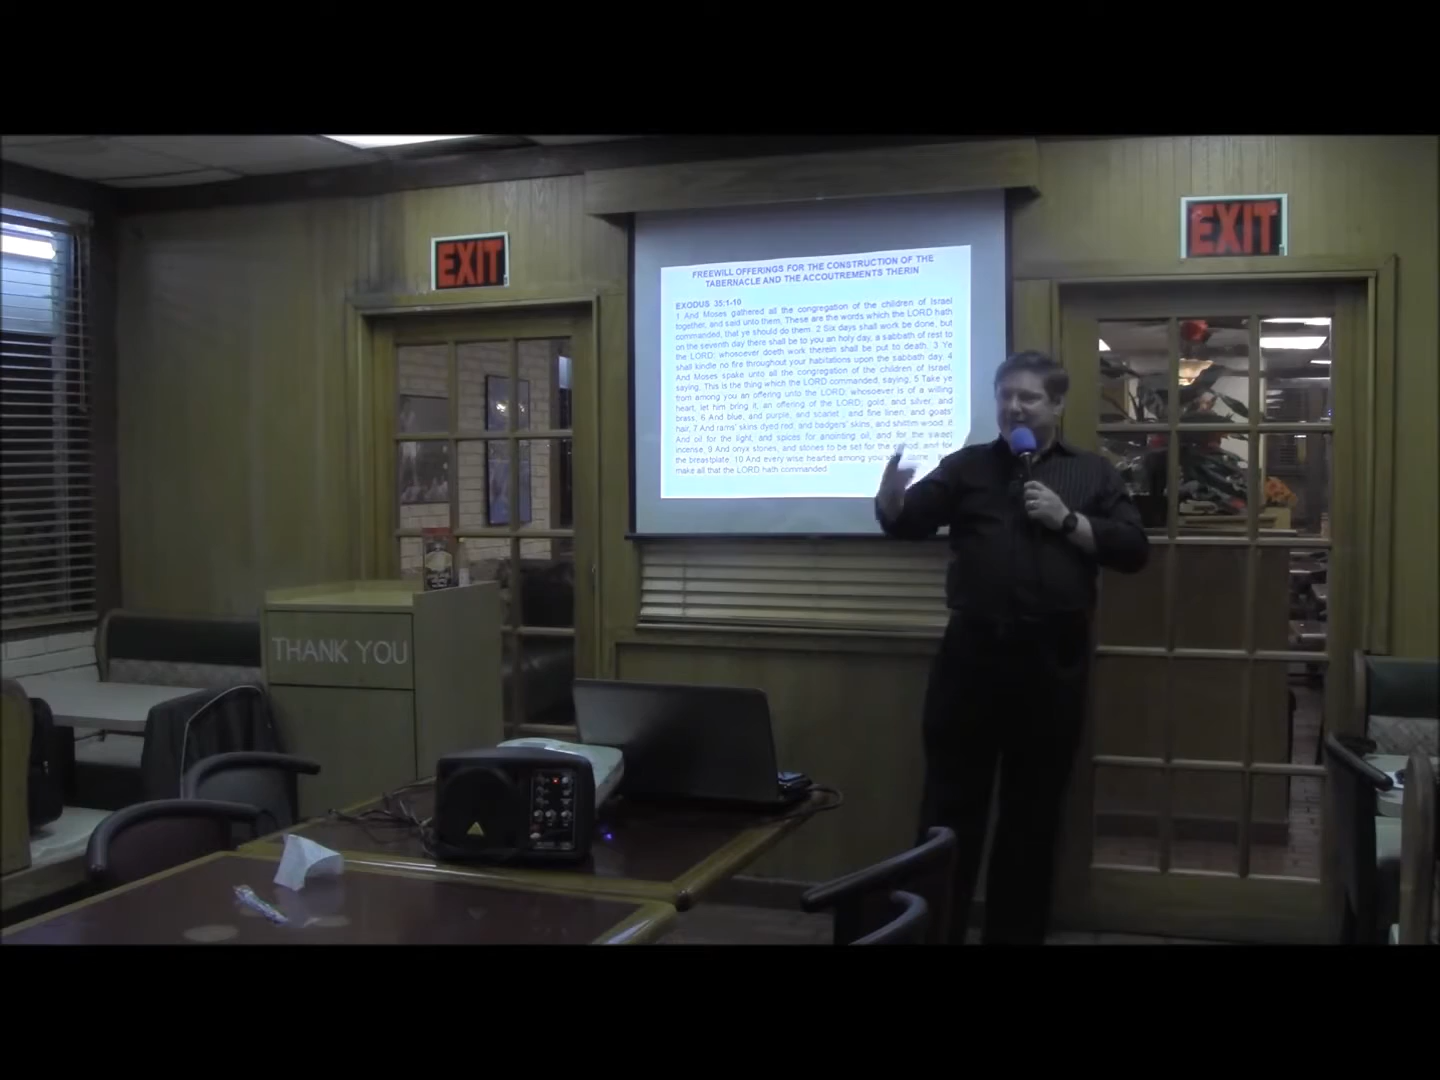 EXIT
EXIT
FREEWILL OFFERINGS FOR THE CONSTRUCTION OF THE
TABERNACLE AND THE ACCOUTREMENTS THERIN
EXODUS 35:1-10
1 And Moses gathered all the congregation of the children of Israel
together, and said unto them, These are the words which the LORD hath
commanded, that ye should do them. 2 Six days shall work be done, but
on the seventh day there shall be to you an holy day, a sabbath of rest to
the LORD: whosoever doeth work therein shall be put to death. 3 Ye
shall kindle no fire throughout your habitations upon the sabbath day. 4
And Moses spake unto all the congregation of the children of Israel,
saying, This is the thing which the LORD commanded, saying, 5 Take ye
from among you an offering unto the LORD: whosoever is of a willing
heart, let him bring it, an offering of the LORD; gold, and silver, and
brass, 6 And blue, and purple, and scarlet, and fine linen, and goats'
hair, 7 And rams' skins dyed red, and badgers' skins, and shittim wood, 8
And oil for the light, and spices for anointing oil, and for the sweet
incense, 9 And onyx stones, and stones to be set for the ephod, and for
the breastplate. 10 And every wise hearted among you
make all that the LORD hath commanded
THANK YOU